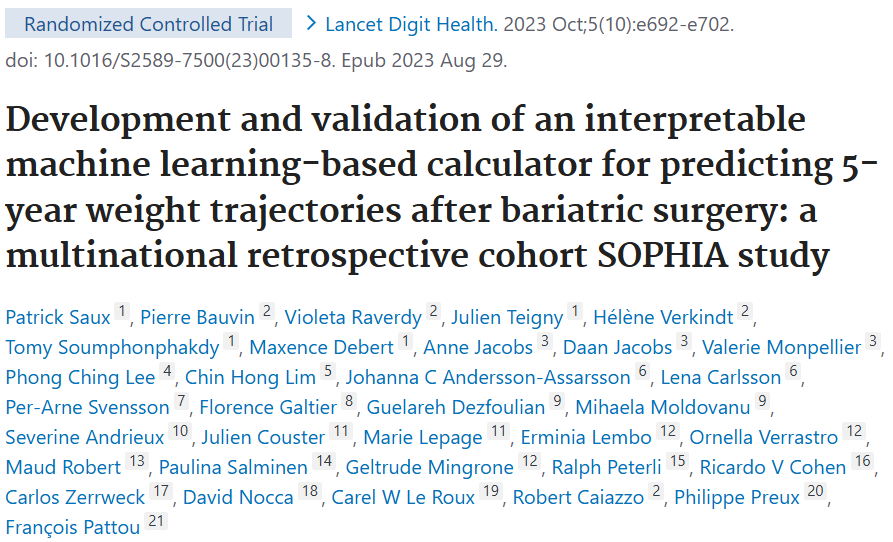 Randomized Controlled Trial > Lancet Digit Health. 2023 Oct;5(10):e692-e702.
doi: 10.1016/S2589-7500(23)00135-8. Epub 2023 Aug 29.
Development and validation of an interpretable
machine learning-based calculator for predicting 5-
year weight trajectories after bariatric surgery: a
multinational retrospective cohort SOPHIA study
Patrick Saux 1, Pierre Bauvin 2, Violeta Raverdy 2, Julien Teigny 1, Hélène Verkindt 2,
Tomy Soumphonphakdy 1, Maxence Debert 1, Anne Jacobs 3, Daan Jacobs 3, Valerie Monpellier 3,
Phong Ching Lee 4, Chin Hong Lim 5, Johanna C Andersson-Assarsson 6, Lena Carlsson 6,
Per-Arne Svensson 7, Florence Galtier 8, Guelareh Dezfoulian 9, Mihaela Moldovanu 9,
Severine Andrieux 10, Julien Couster 11, Marie Lepage 11, Erminia Lembo 12, Ornella Verrastro 12,
Maud Robert 13, Paulina Salminen 14, Geltrude Mingrone 12, Ralph Peterli 15, Ricardo V Cohen 16,
Carlos Zerrweck 17, David Nocca 18, Carel W Le Roux 19, Robert Caiazzo 2, Philippe Preux 20,
François Pattou 21